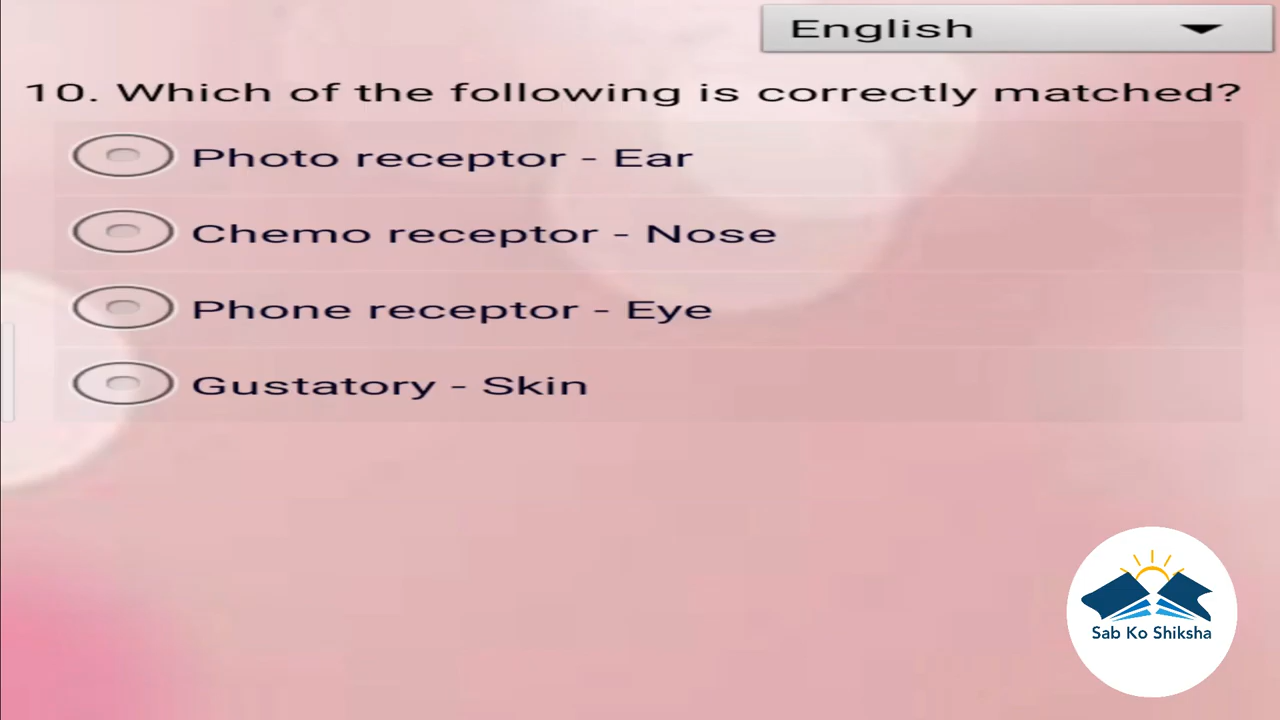 English
10. Which of the following is correctly matched?
Photo receptor - Ear
Chemo receptor - Nose
Phone receptor - Eye
Gustatory - Skin
Sab Ko Shiksha